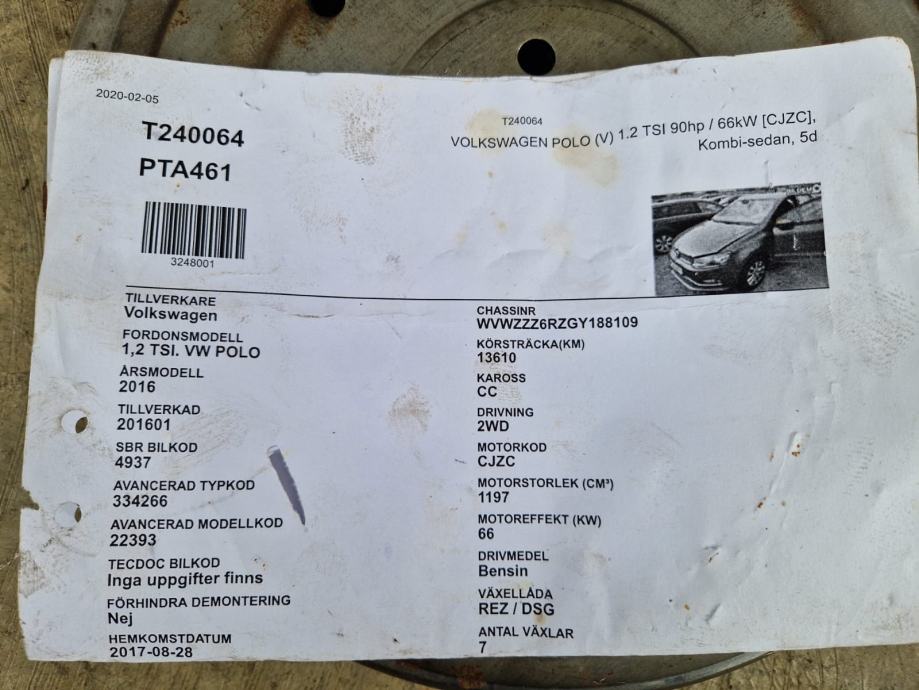 2020-02-05
T240064
PTA461
3248001
T240064
VOLKSWAGEN POLO (V) 1.2 TSI 90hp / 66kW [CJZC],
Kombi-sedan, 5d
TILLVERKARE
Volkswagen
FORDONSMODELL
1,2 TSI. VW POLO
ÅRSMODELL
2016
TILLVERKAD
201601
SBR BILKOD
4937
AVANCERAD TYPKOD
334266
AVANCERAD MODELLKOD
22393
TECDOC BILKOD
Inga uppgifter finns
FÖRHINDRA DEMONTERING
Nej
HEMKOMSTDATUM
2017-08-28
CHASSINR
WVWZZZ6RZGY188109
KÖRSTRÄCKA(KM)
13610
KAROSS
CC
DRIVNING
2WD
MOTORKOD
CJZC
MOTORSTORLEK (CM³)
1197
MOTOREFFEKT (KW)
66
DRIVMEDEL
Bensin
VÄXELLÅDA
REZ / DSG
ANTAL VÄXLAR
7